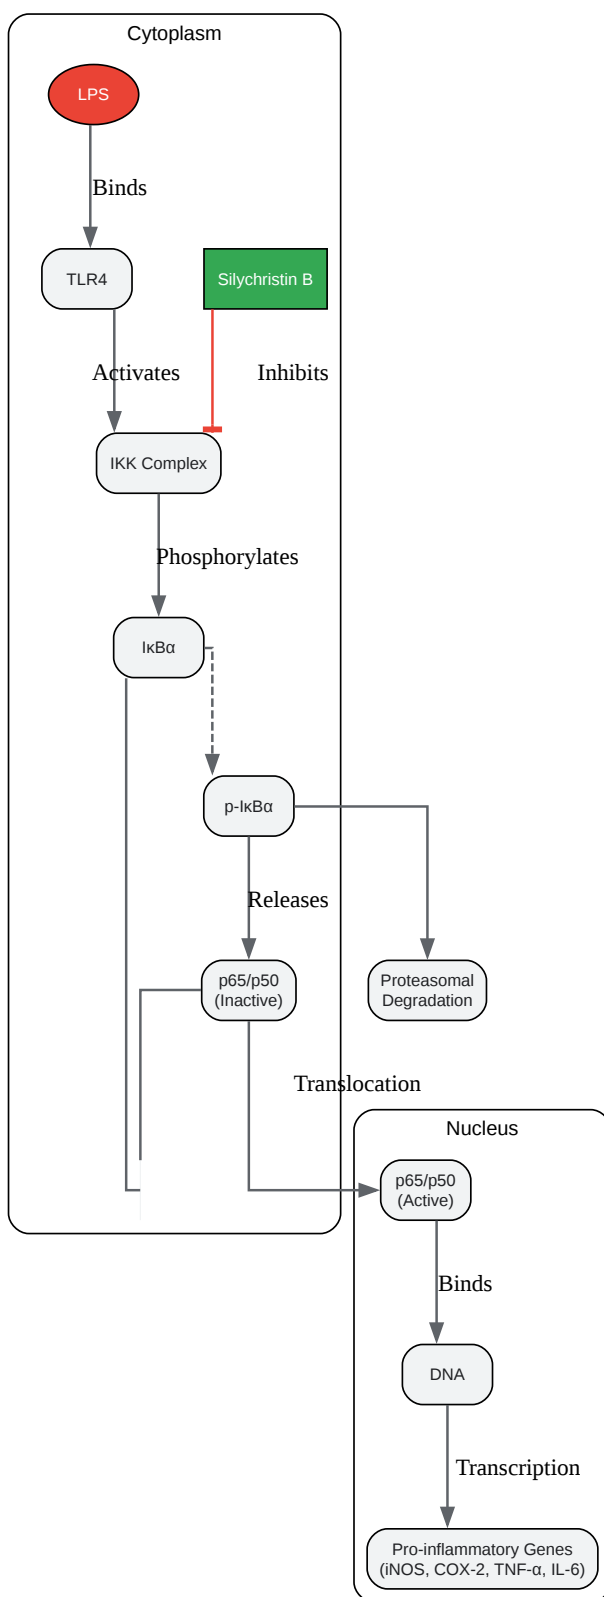 Cytoplasm
LPS
Binds
TLR4
Silychristin B
Activates
Inhibits
IKK Complex
Phosphorylates
IκBα
p-IκBα
Releases
p65/p50
(Inactive)
Proteasomal
Degradation
Translocation
Nucleus
p65/p50
(Active)
Binds
DNA
Transcription
Pro-inflammatory Genes
(iNOS, COX-2, TNF-α, IL-6)